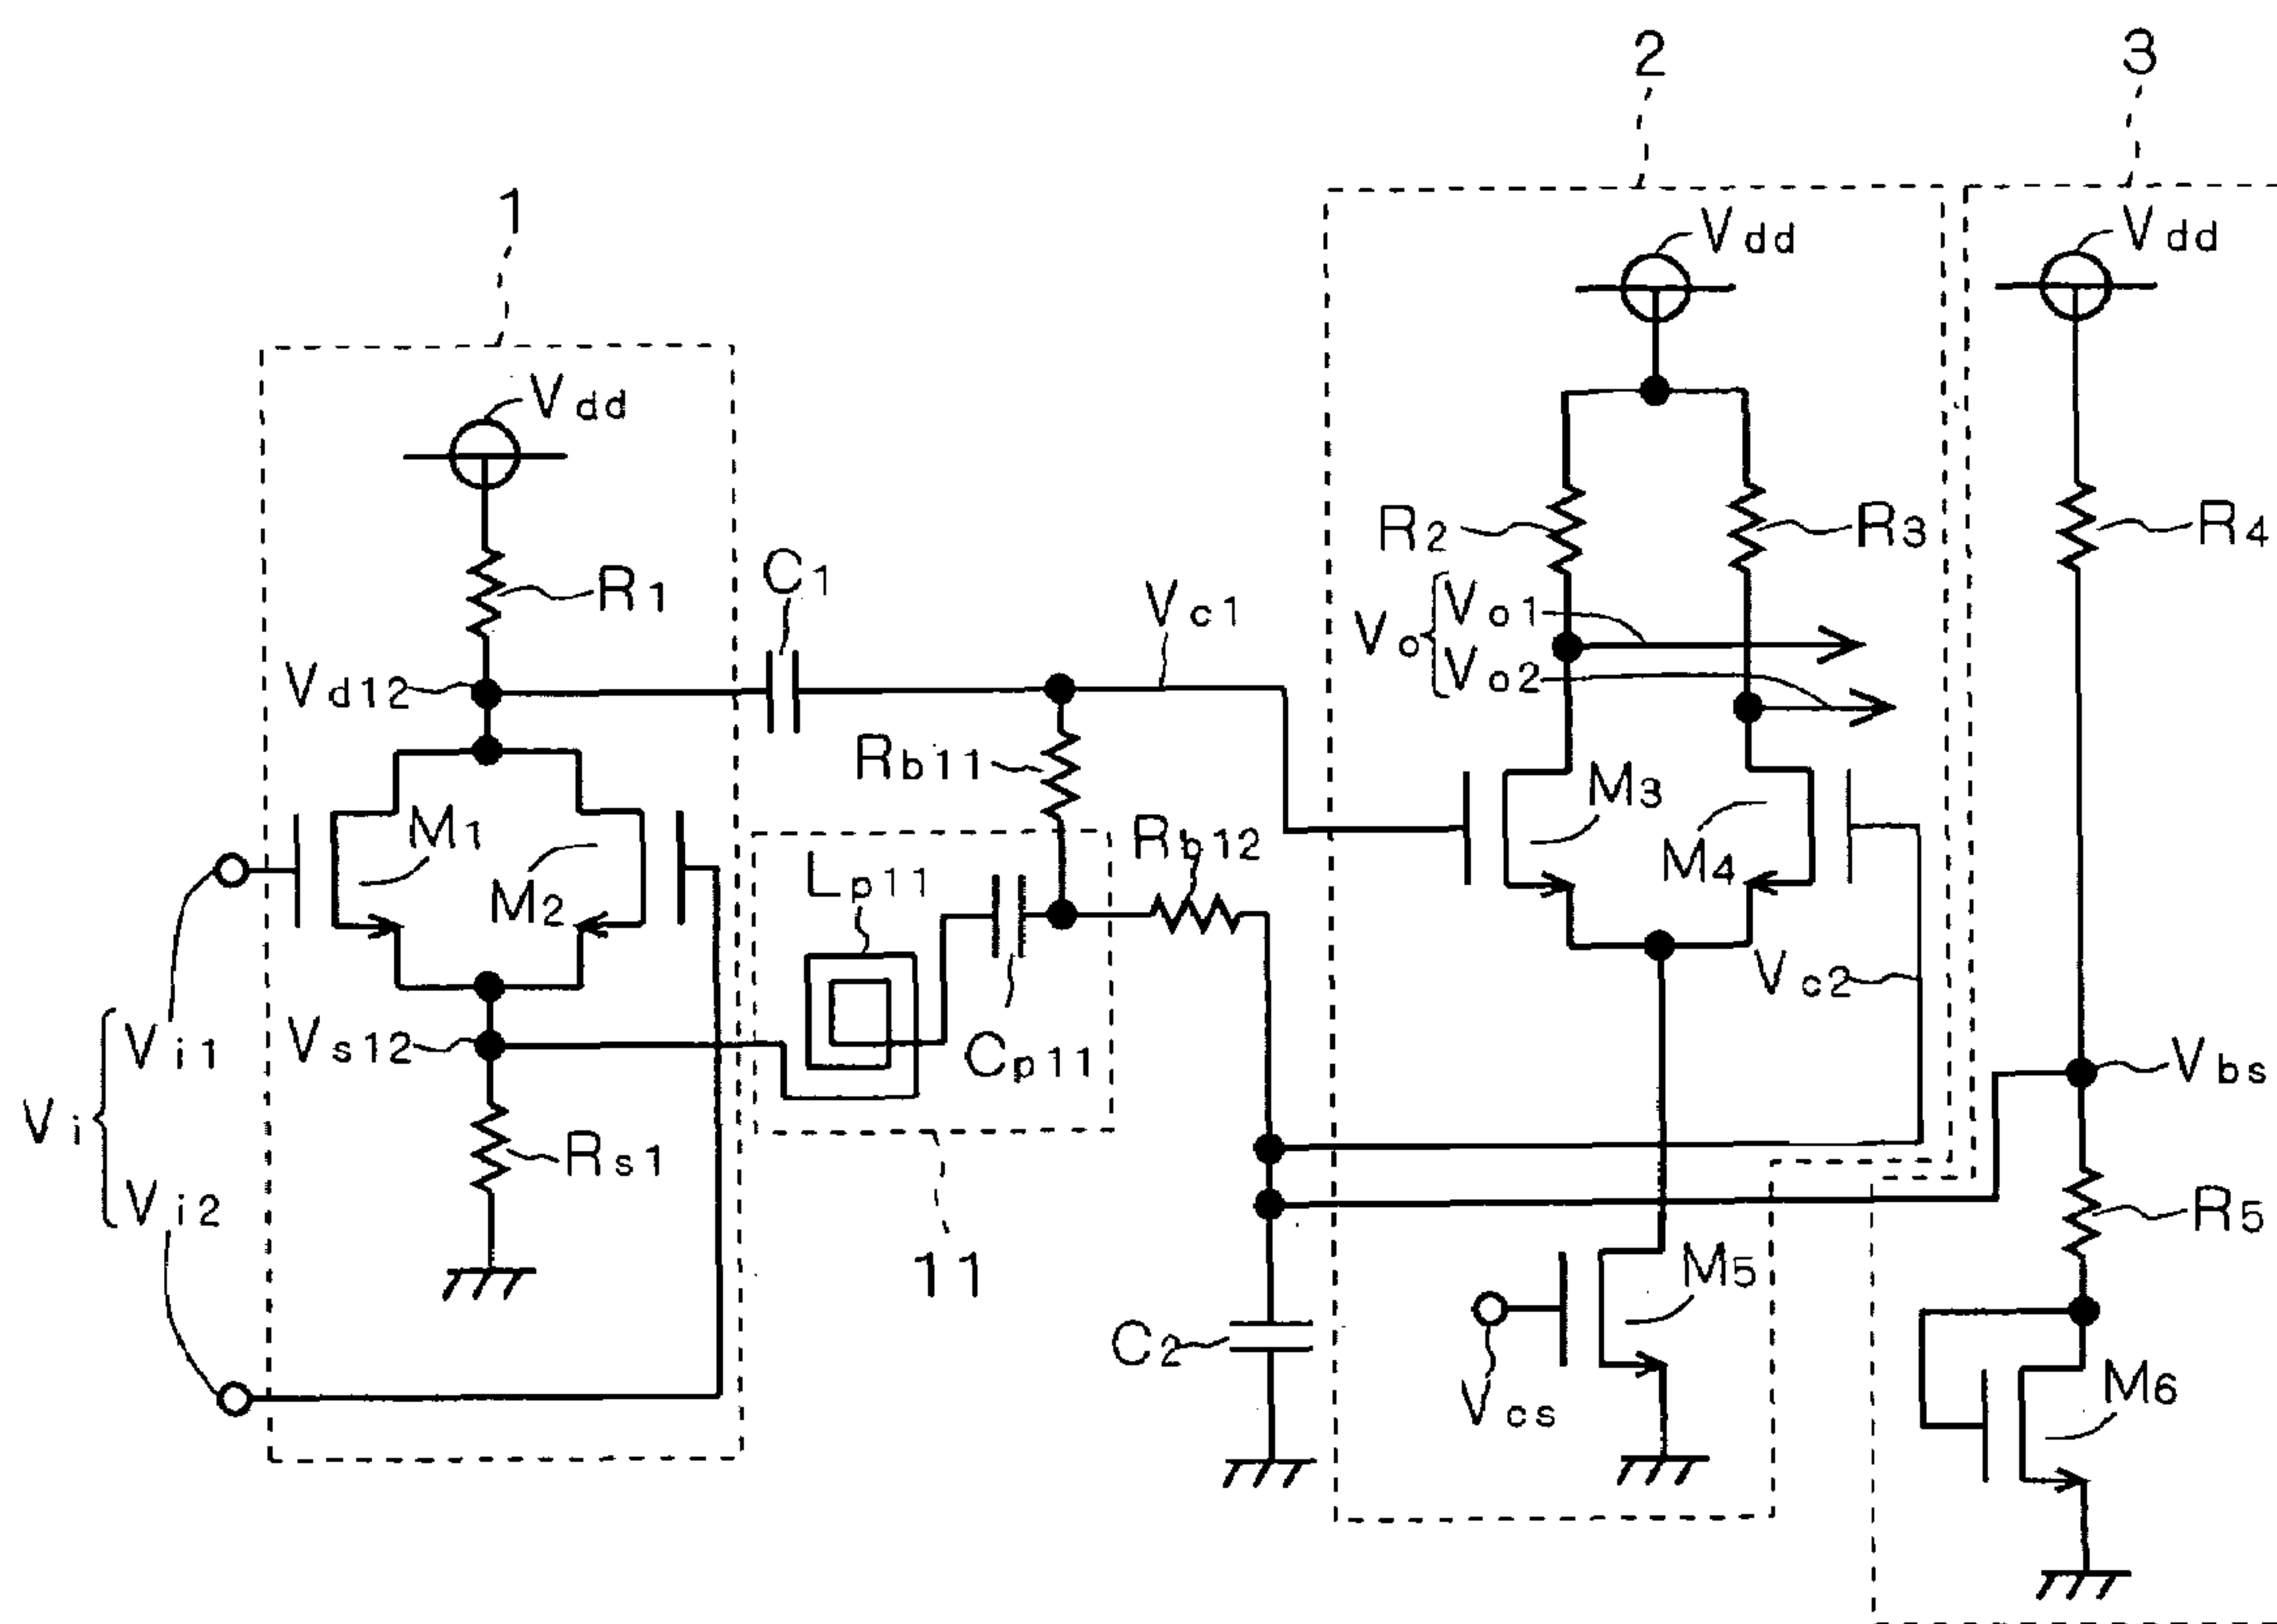 2
3
1
Vdd
Vdd
Vdd
R1
C1
Vc1
R2
R3
R4
Vo
Vo1
Vo2
Vd12
Rb11
M1
M2
Lp11
Rb12
M3
M4
Vi
Vi1
Vi2
Vs12
Cp11
Vc2
Vbs
Rs1
11
R5
M5
C2
Vcs
M6